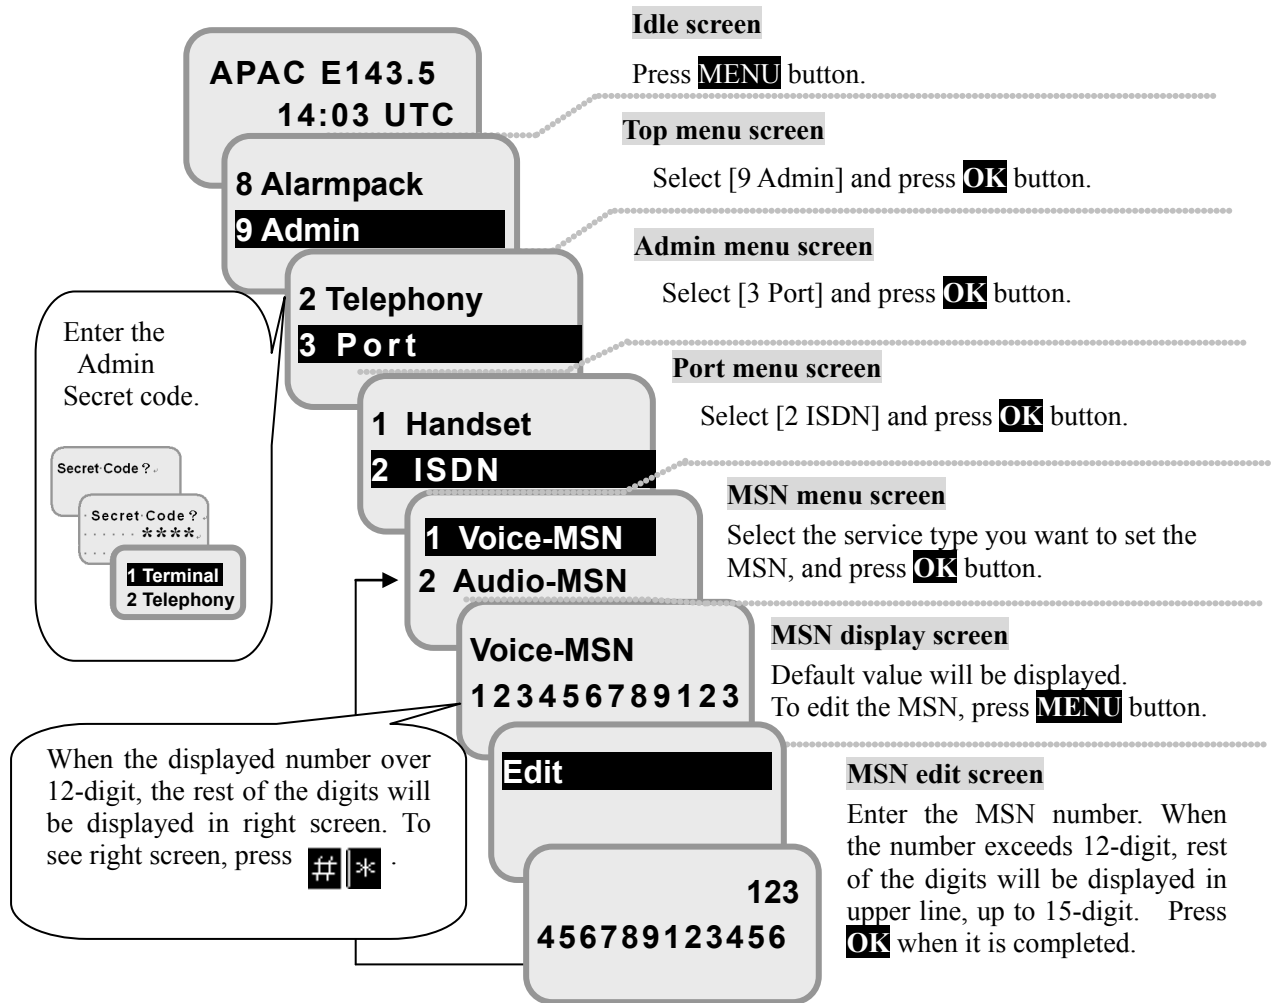 Idle screen
Press MENU button.
APAC E143.5
14:03 UTC
Top menu screen
Select [9 Admin] and press OK button.
8 Alarmpack
9 Admin
Admin menu screen
Select [3 Port] and press OK button.
2 Telephony
3 Port
Enter the
Admin
Secret code.
Secret Code ?
Secret Code ?
****
1 Terminal
2 Telephony
Port menu screen
Select [2 ISDN] and press OK button.
1 Handset
2 ISDN
MSN menu screen
Select the service type you want to set the
MSN, and press OK button.
1 Voice-MSN
2 Audio-MSN
MSN display screen
Default value will be displayed.
To edit the MSN, press MENU button.
Voice-MSN
123456789123
When the displayed number over
12-digit, the rest of the digits will
be displayed in right screen. To
see right screen, press # * .
Edit
MSN edit screen
Enter the MSN number. When
the number exceeds 12-digit, rest
of the digits will be displayed in
upper line, up to 15-digit. Press
OK when it is completed.
123
456789123456